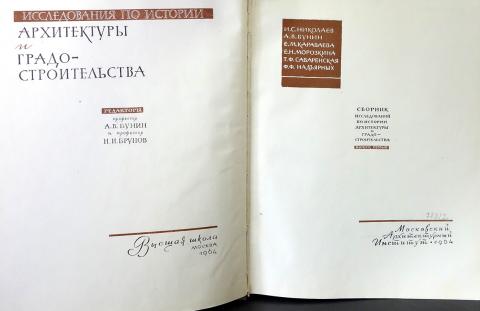 ИССЛЕДОВАНИЯ ПО ИСТОРИИ
АРХИТЕКТУРЫ
и
ГРАДО-
СТРОИТЕЛЬСТВА
РЕДАКТОРЫ
профессор
А.В.БУНИН
и профессор
Н.И.БРУНОВ
Высшая школа
МОСКВА
1964
И.С.НИКОЛАЕВ
А.В.БУНИН
Е.М.КАРАВАЕВА
Е.Н.МОРОЗКИНА
Т.Ф.САВАРЕНСКАЯ
Ф.Ф.НАДЪЯРНЫХ
СБОРНИК
ИССЛЕДОВАНИЙ
ПО ИСТОРИИ
АРХИТЕКТУРЫ
и ГРАДО-
СТРОИТЕЛЬСТВА
Московский
Архитектурный
Институт · 1964